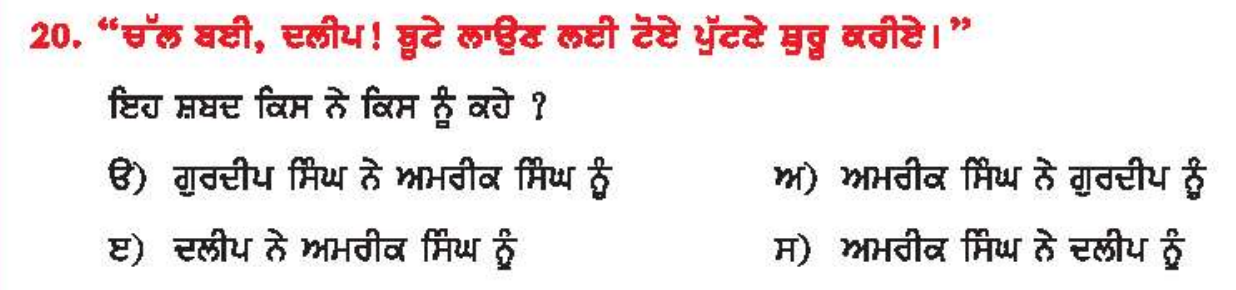 20. “ਚੱਲ ਬਈ, ਦਲੀਪ! ਬੂਟੇ ਲਾਉਣ ਲਈ ਟੋਏ ਪੁੱਟਣੇ ਸ਼ੁਰੂ ਕਰੀਏ।”
ਇਹ ਸ਼ਬਦ ਕਿਸ ਨੇ ਕਿਸ ਨੂੰ ਕਹੇ ?
ੳ) ਗੁਰਦੀਪ ਸਿੰਘ ਨੇ ਅਮਰੀਕ ਸਿੰਘ ਨੂੰ ਅ) ਅਮਰੀਕ ਸਿੰਘ ਨੇ ਗੁਰਦੀਪ ਨੂੰ
ੲ) ਦਲੀਪ ਨੇ ਅਮਰੀਕ ਸਿੰਘ ਨੂੰ ਸ) ਅਮਰੀਕ ਸਿੰਘ ਨੇ ਦਲੀਪ ਨੂੰ